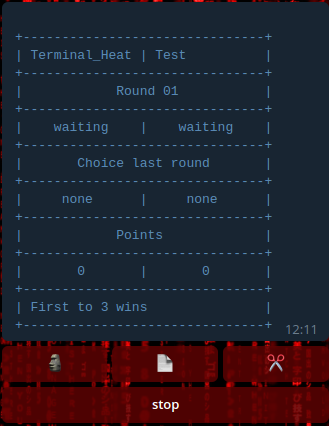 +-------------------------------+
| Terminal_Heat | Test          |
+-------------------------------+
|            Round 01           |
+-------------------------------+
|    waiting    |    waiting    |
+-------------------------------+
|       Choice last round       |
+-------------------------------+
|     none      |     none      |
+-------------------------------+
|            Points             |
+-------------------------------+
|       0       |       0       |
+-------------------------------+
| First to 3 wins               |
+-------------------------------+
12:11
stop